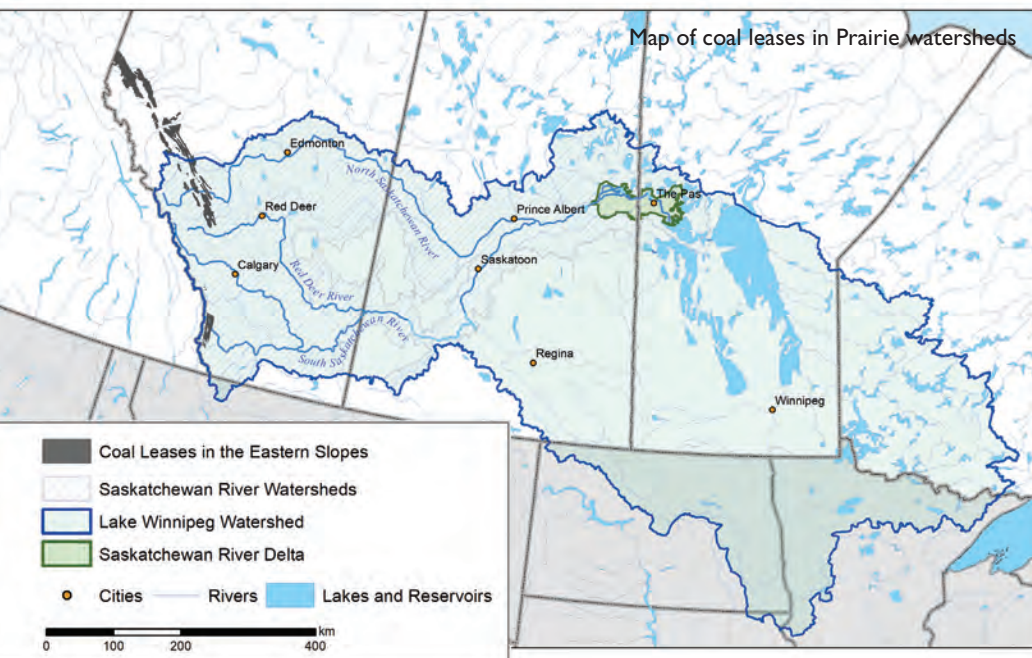 Map of coal leases in Prairie watersheds
Edmonton
North Saskatchewan River
Red Deer
Prince Albert
The Pas
Calgary
Red Deer River
Saskatoon
South Saskatchewan River
Regina
Winnipeg
Coal Leases in the Eastern Slopes
Saskatchewan River Watersheds
Lake Winnipeg Watershed
Saskatchewan River Delta
Cities Rivers Lakes and Reservoirs
km
0 100 200 400